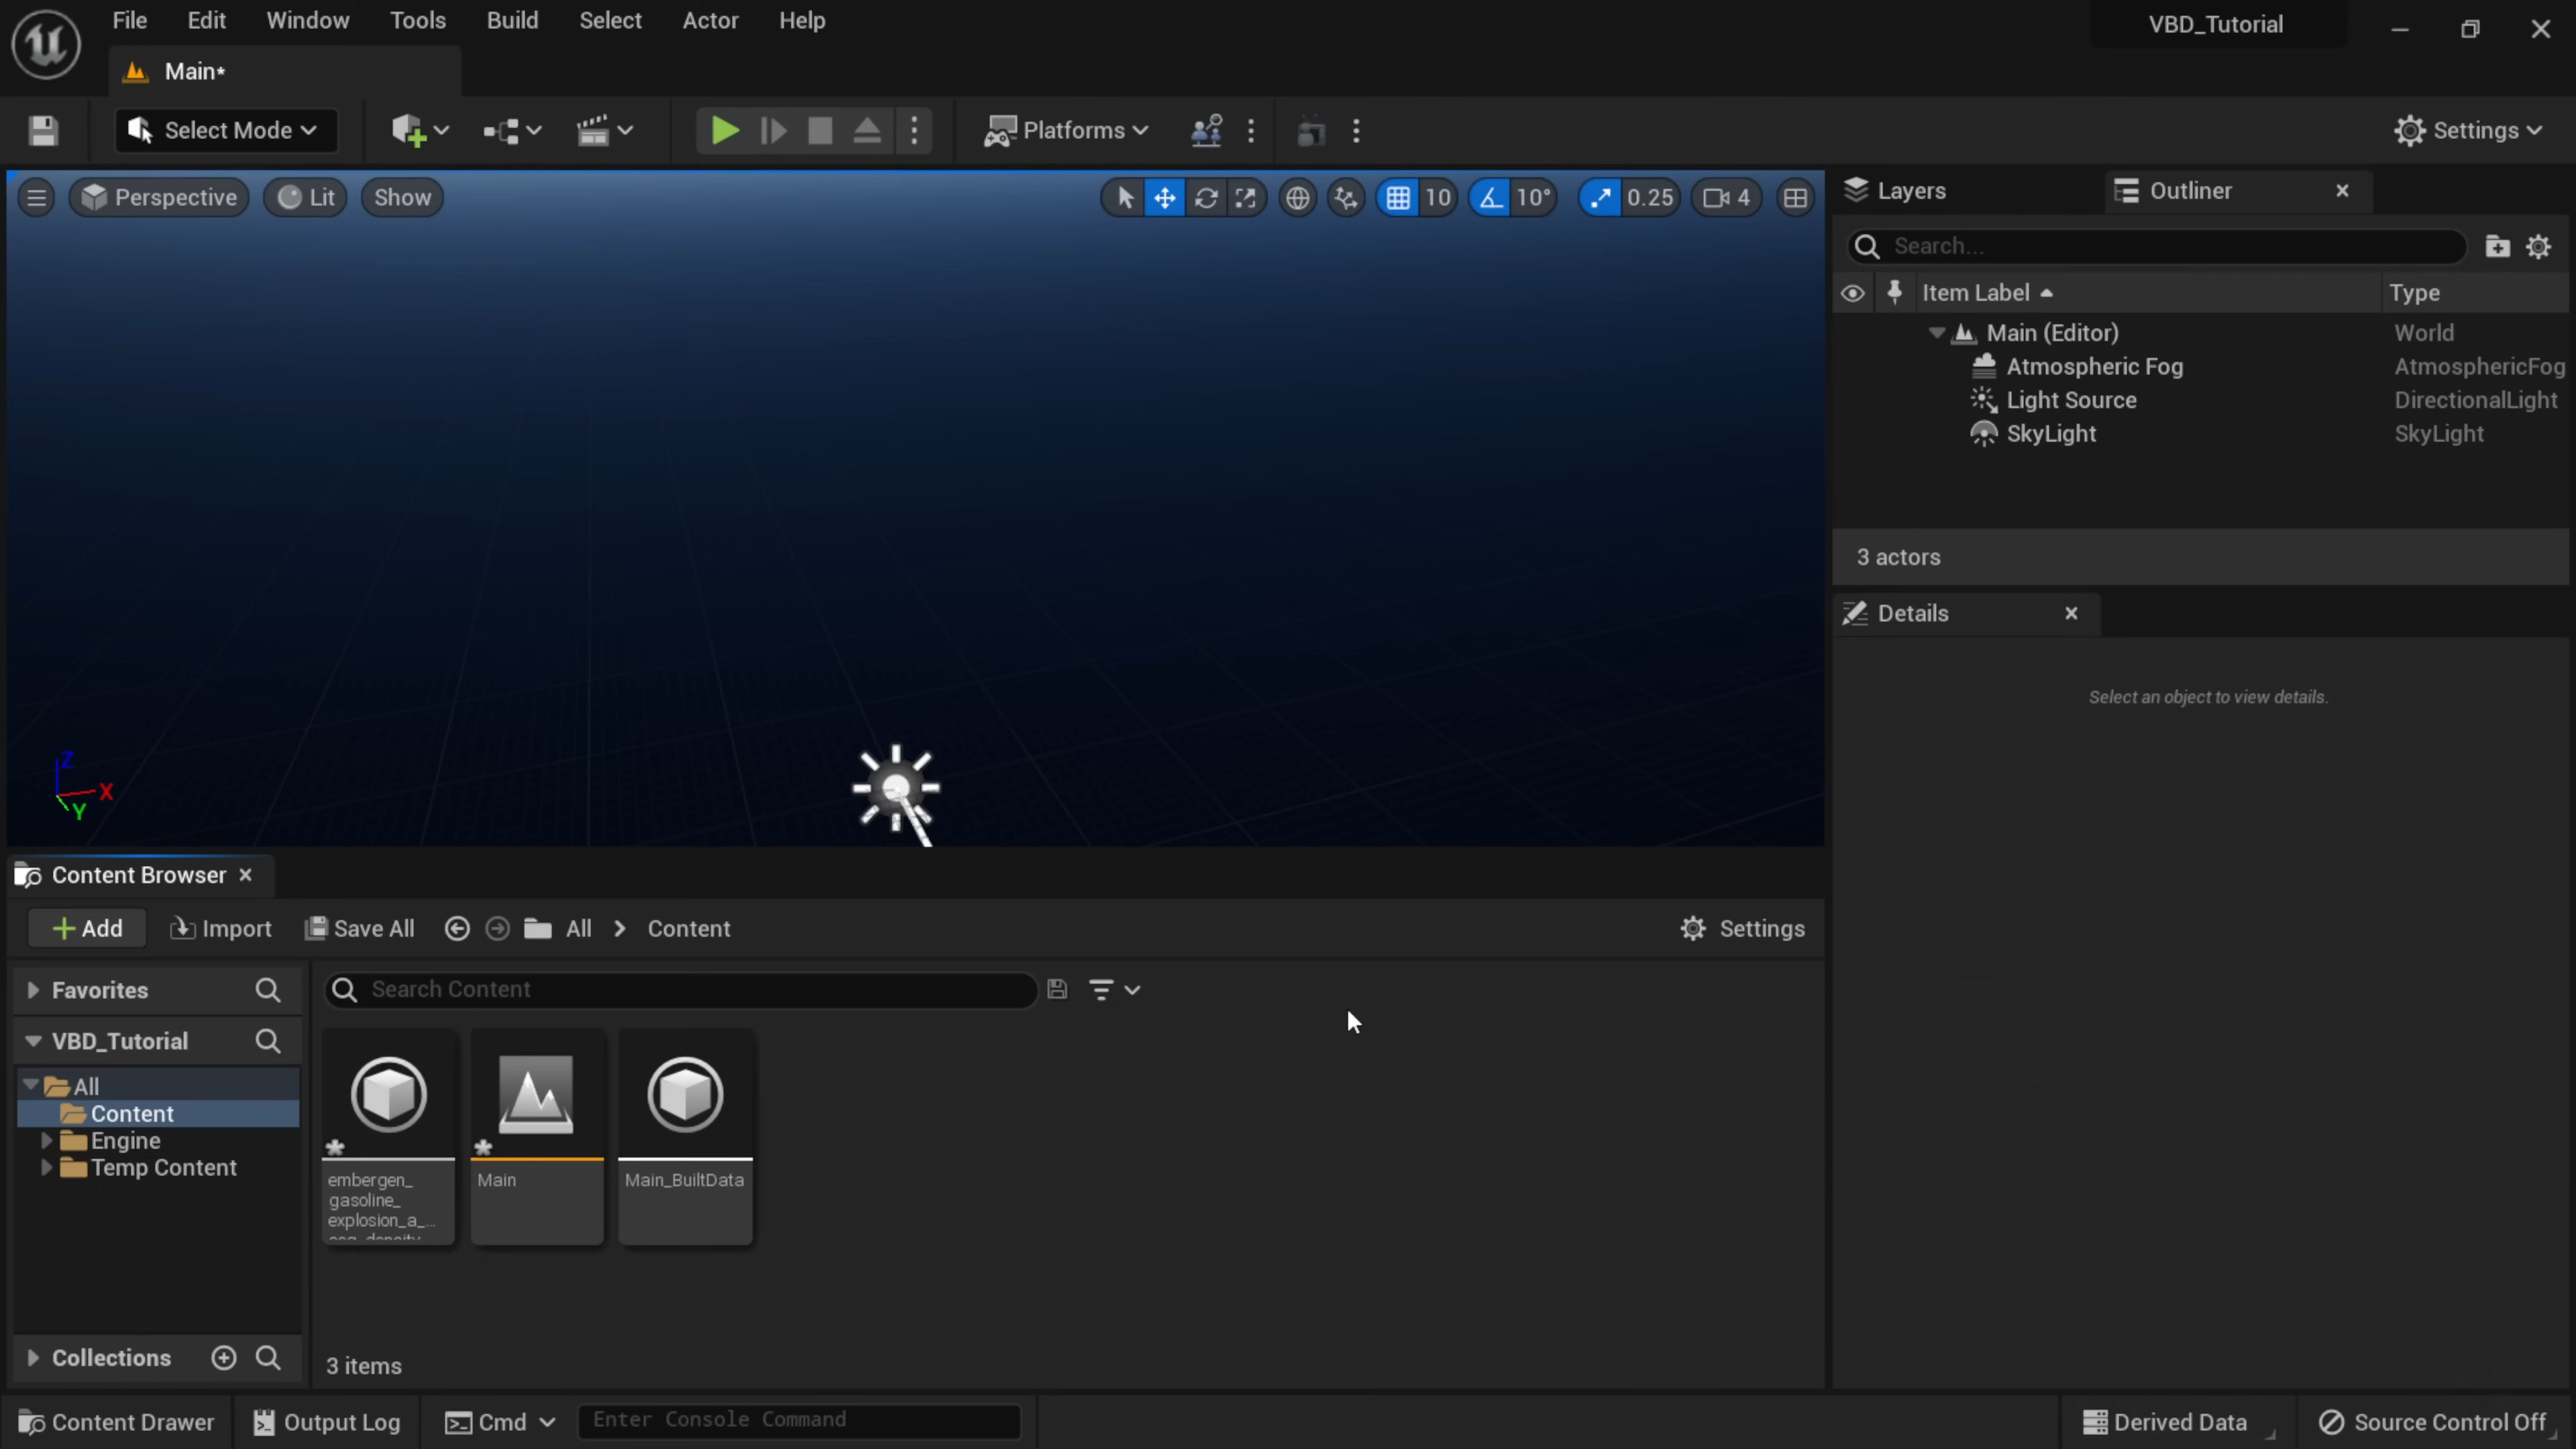 File Edit Window Tools Build Select Actor Help
VBD_Tutorial
Main*
Select Mode
Platforms
Settings
Perspective Lit Show
10 10° 0.25 4
Z
X
Y
Layers
Outliner
Search...
Item Label Type
Main (Editor) World
Atmospheric Fog AtmosphericFog
Light Source DirectionalLight
SkyLight SkyLight
3 actors
Details
Select an object to view details.
Content Browser
Add Import Save All All > Content Settings
Favorites
Search Content
VBD_Tutorial
All
Content
Engine
Temp Content
embergen_
gasoline_
explosion_a_...
Main
Main_BuiltData
Collections
3 items
Content Drawer Output Log Cmd Enter Console Command Derived Data Source Control Off